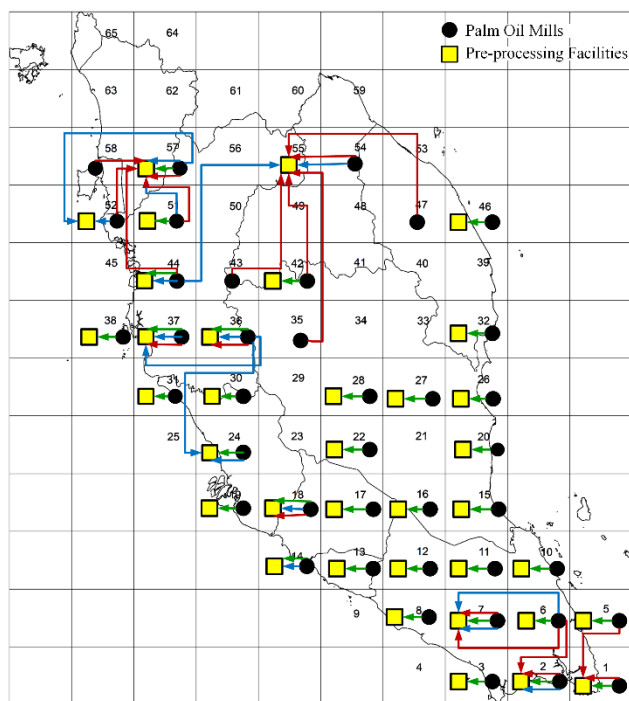 Palm Oil Mills
65 64
Pre-processing Facilities
63 62 61 60 59
58 57 56 55 54 53
52 5 50 49 48 47 46
45 44 43 42 41 40 39
38 37 36 35 34 33 32
31 30 29 28 27 26
25 24 23 22 21 20
19 18 17 16 15
14 13 12 11 10
9 8 7 6 5
4 3 2 1